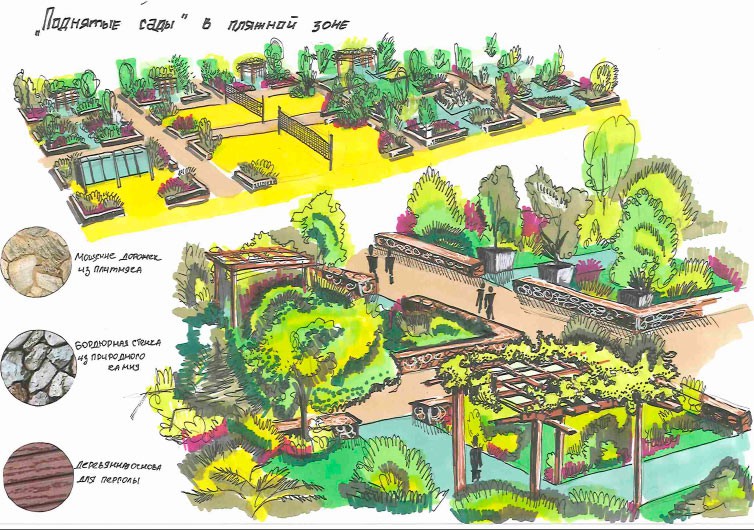 „Поднятые сады" в пляжной зоне
Мощение дорожек
из плитняка
Бордюрная стенка
из природного
камня
Деревянная основа
для перголы